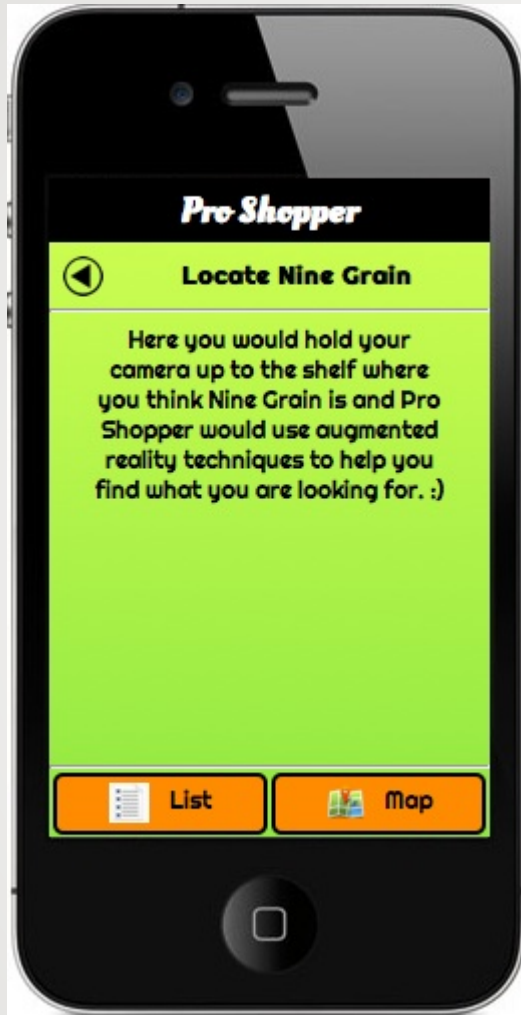 Pro Shopper
Locate Nine Grain
Here you would hold your
camera up to the shelf where
you think Nine Grain is and Pro
Shopper would use augmented
reality techniques to help you
find what you are looking for. :)
List
Map